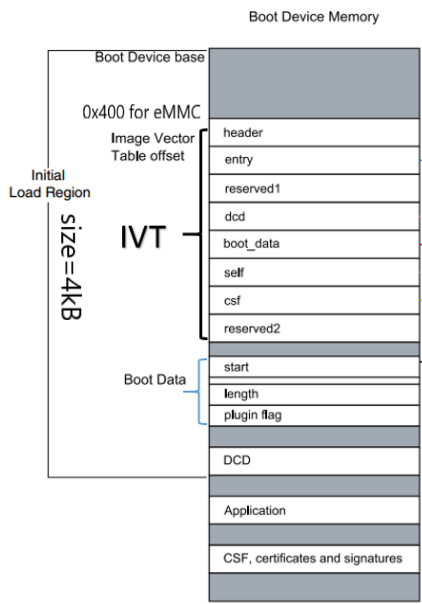 Boot Device Memory
Boot Device base
0x400 for eMMC
Image Vector
Table offset
Initial
Load Region
size=4kB
IVT
header
entry
reserved1
dcd
boot_data
self
csf
reserved2
Boot Data
start
length
plugin flag
DCD
Application
CSF, certificates and signatures